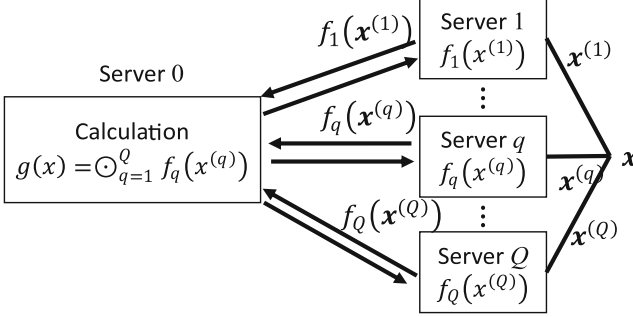 Server 0
Calculation
g(x) =⨀_{q=1}^{Q} f_q(x^{(q)})
f_1(x^{(1)})
f_q(x^{(q)})
f_Q(x^{(Q)})
Server 1
f_1(x^{(1)})
⋮
Server q
f_q(x^{(q)})
⋮
Server Q
f_Q(x^{(Q)})
x^{(1)}
x^{(q)}
x^{(Q)}
x